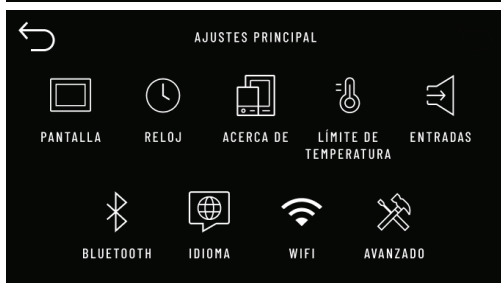 AJUSTES PRINCIPAL
PANTALLA
RELOJ
ACERCA DE
LÍMITE DE
TEMPERATURA
ENTRADAS
BLUETOOTH
IDIOMA
WIFI
AVANZADO